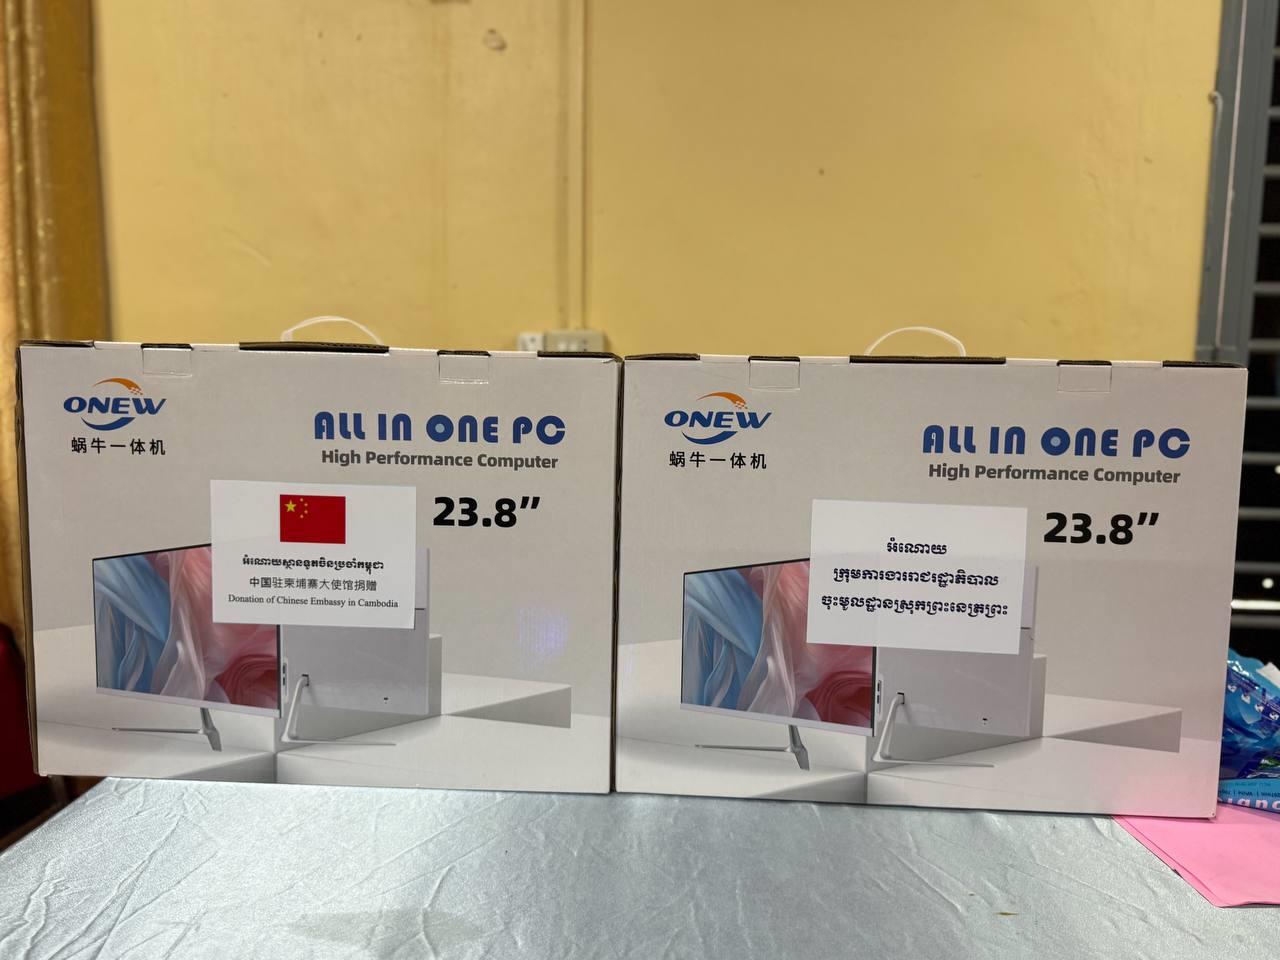 ONEW
蜗牛一体机
ALL IN ONE PC
High Performance Computer
23.8”
អំណោយស្ថានទូតចិនប្រចាំកម្ពុជា
中国驻柬埔寨大使馆捐赠
Donation of Chinese Embassy in Cambodia
ONEW
蜗牛一体机
ALL IN ONE PC
High Performance Computer
23.8”
អំណោយ
ក្រុមការងាររាជរដ្ឋាភិបាល
ចុះមូលដ្ឋានស្រុកព្រះនេត្រព្រះ